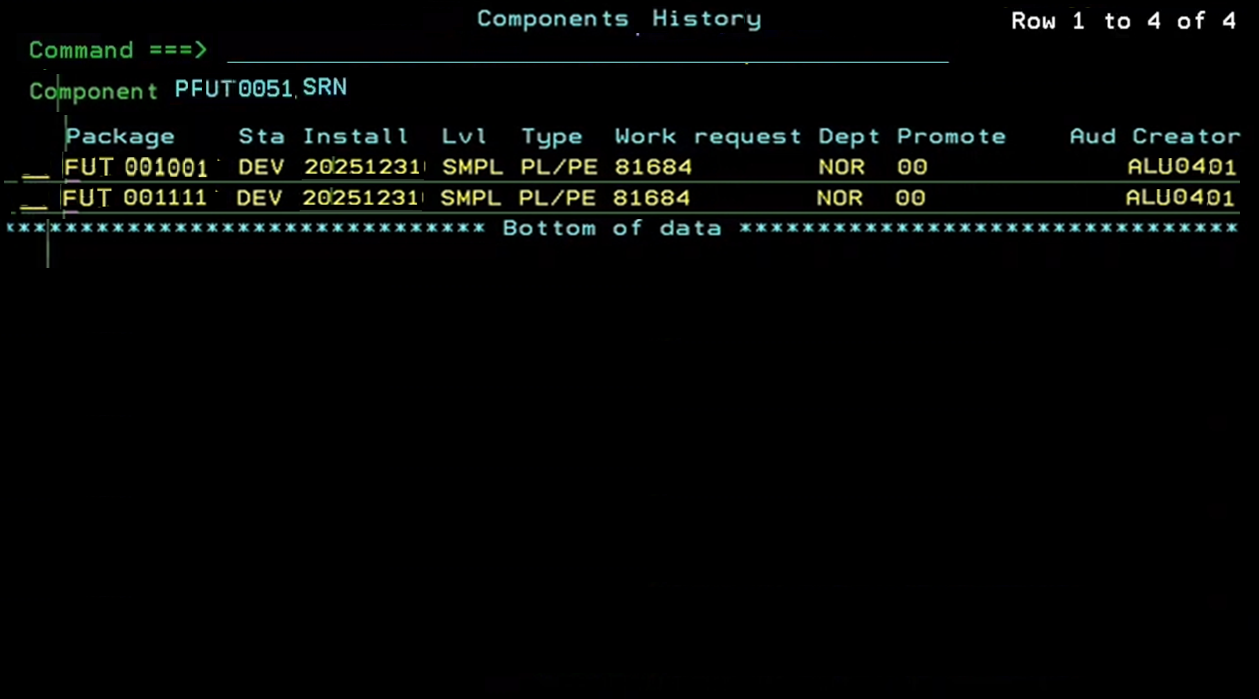 Components History Row 1 to 4 of 4
Command ===>
Component PFUT0051.SRN
Package Sta Install Lvl Type Work request Dept Promote Aud Creator
FUT 001001 DEV 20251231 SMPL PL/PE 81684 NOR 00 ALU0401
FUT 001111 DEV 20251231 SMPL PL/PE 81684 NOR 00 ALU0401
******************************** Bottom of data ********************************